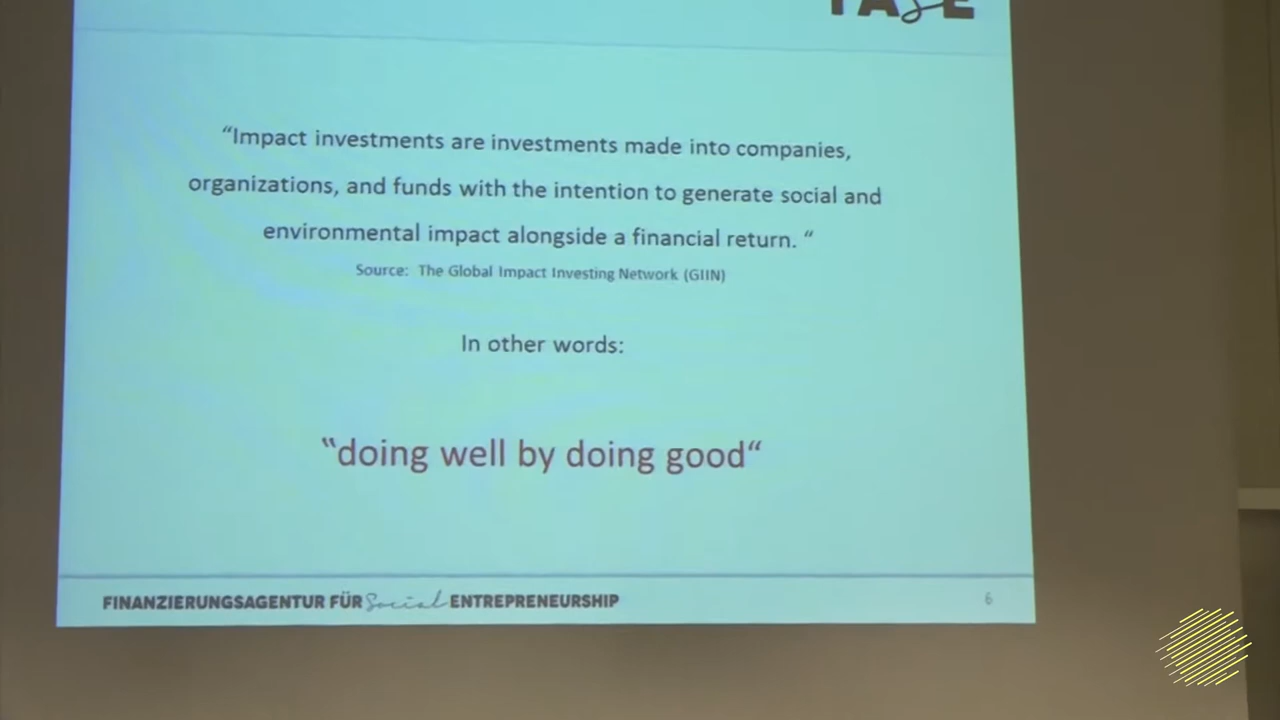 “Impact investments are investments made into companies,
organizations, and funds with the intention to generate social and
environmental impact alongside a financial return. “
Source: The Global Impact Investing Network (GIIN)
In other words:
“doing well by doing good“
FINANZIERUNGSAGENTUR FÜR Social ENTREPRENEURSHIP
6